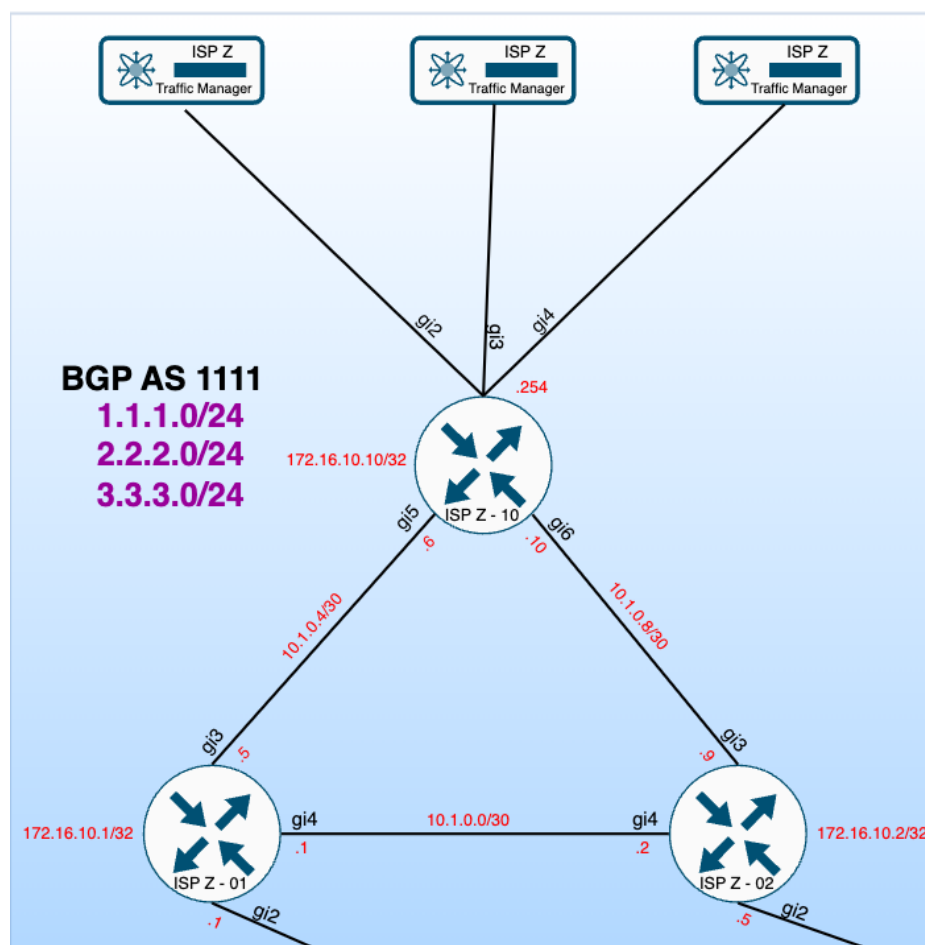 ISP Z
Traffic Manager
ISP Z
Traffic Manager
ISP Z
Traffic Manager
gi2
gi3
gi4
.254
BGP AS 1111
1.1.1.0/24
2.2.2.0/24
3.3.3.0/24
172.16.10.10/32
ISP Z - 10
gi5
.6
gi6
.10
10.1.0.4/30
10.1.0.8/30
gi3
.5
gi3
.9
172.16.10.1/32
ISP Z - 01
gi4
.1
10.1.0.0/30
gi4
.2
172.16.10.2/32
ISP Z - 02
.1
gi2
.5
gi2